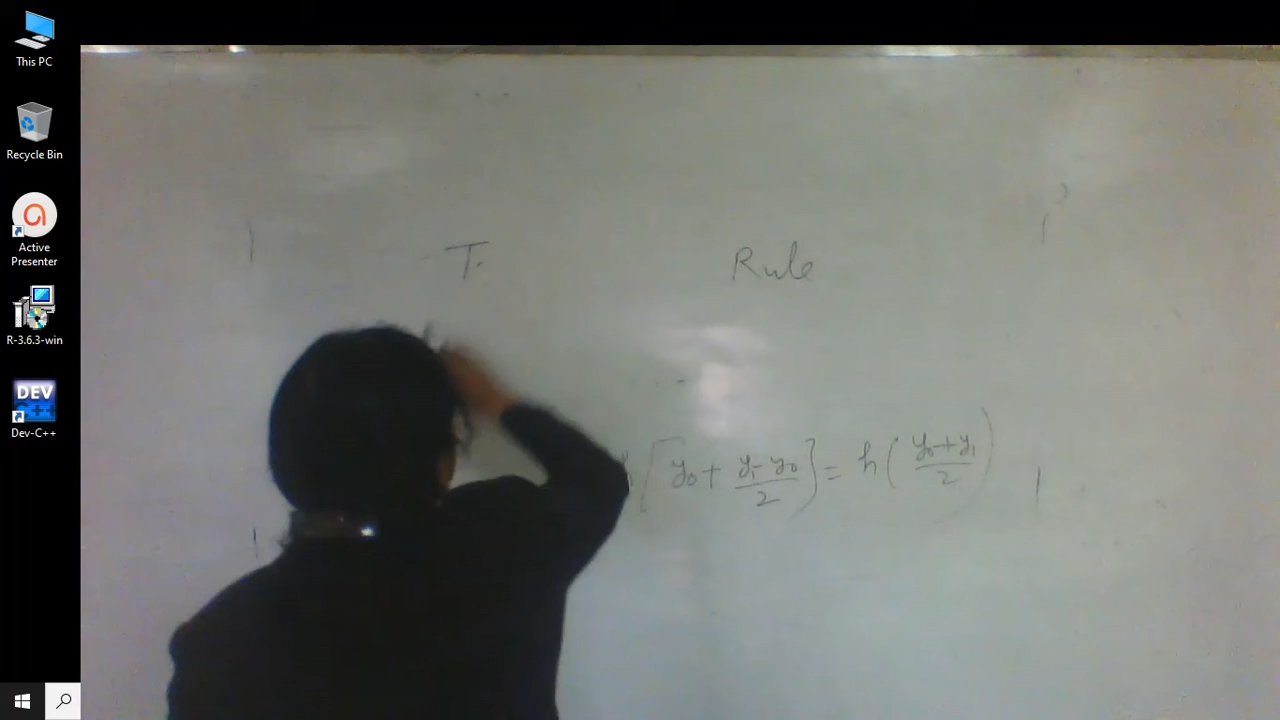 This PC
Recycle Bin
Active
Presenter
R-3.6.3-win
DEV
C++
Dev-C++
T. Rule
[y₀ + (y₁ - y₀)/2] = h((y₀ + y₁)/2)